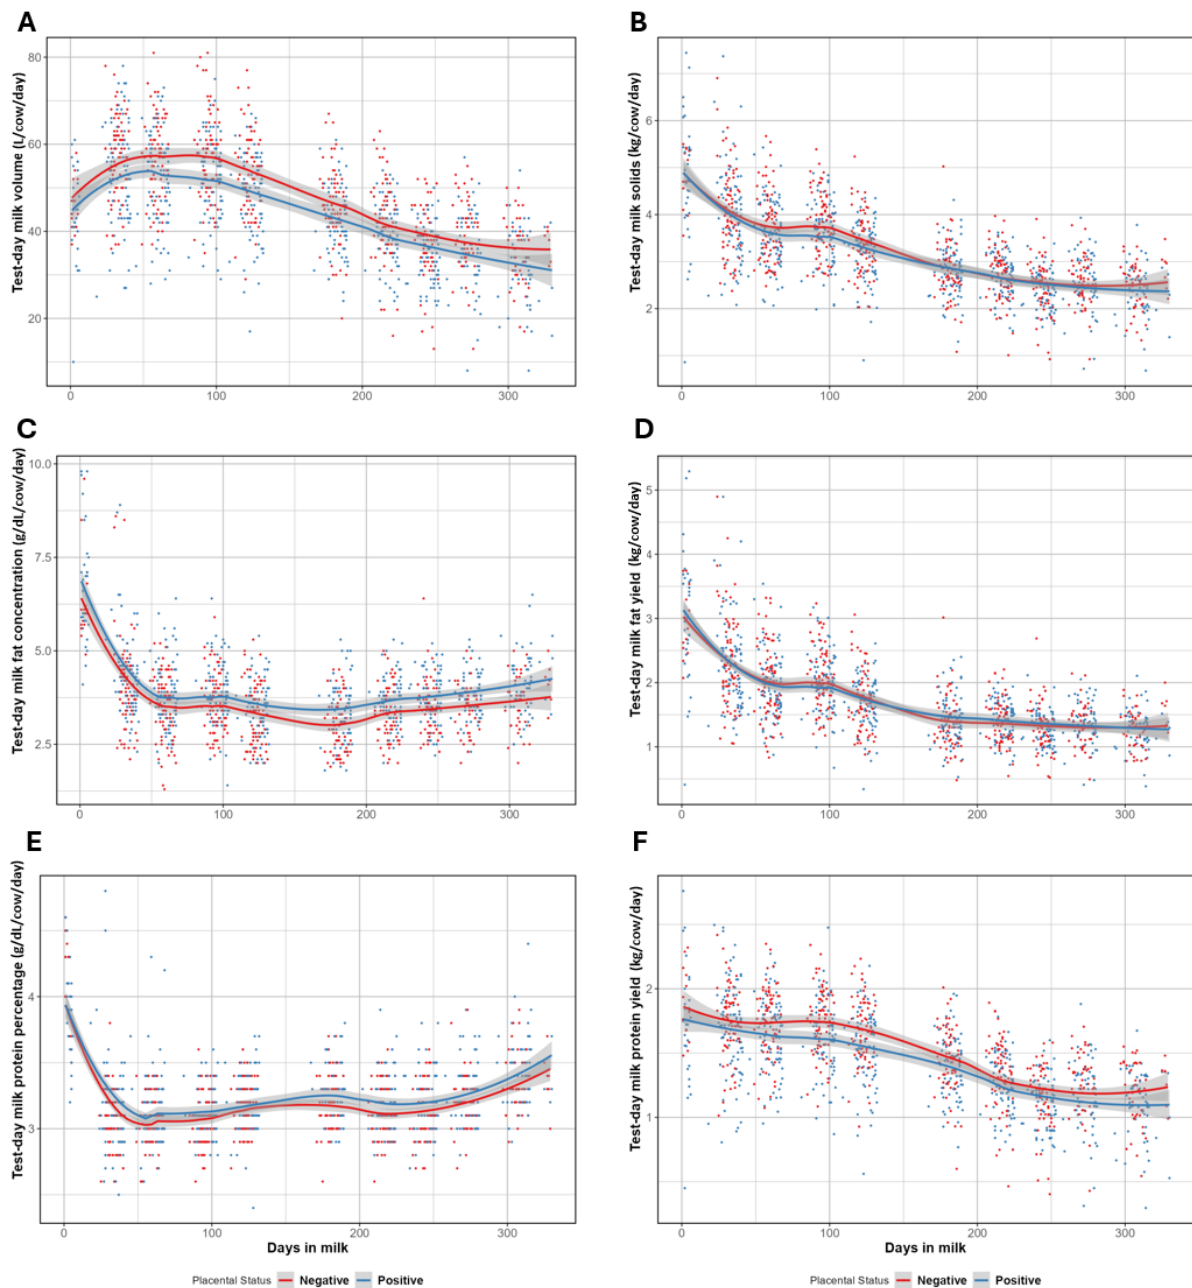 A
Test-day milk volume (L/cow/day)
80
60
40
20
0
100
200
300
B
Test-day milk solids (kg/cow/day)
6
4
2
0
100
200
300
C
Test-day milk fat concentration (g/dL/cow/day)
10.0
7.5
5.0
2.5
0
100
200
300
D
Test-day milk fat yield (kg/cow/day)
5
4
3
2
1
0
100
200
300
E
Test-day milk protein percentage (g/dL/cow/day)
4
3
0
100
200
300
Days in milk
F
Test-day milk protein yield (kg/cow/day)
2
1
0
100
200
300
Days in milk
Placental Status Negative Positive
Placental Status Negative Positive